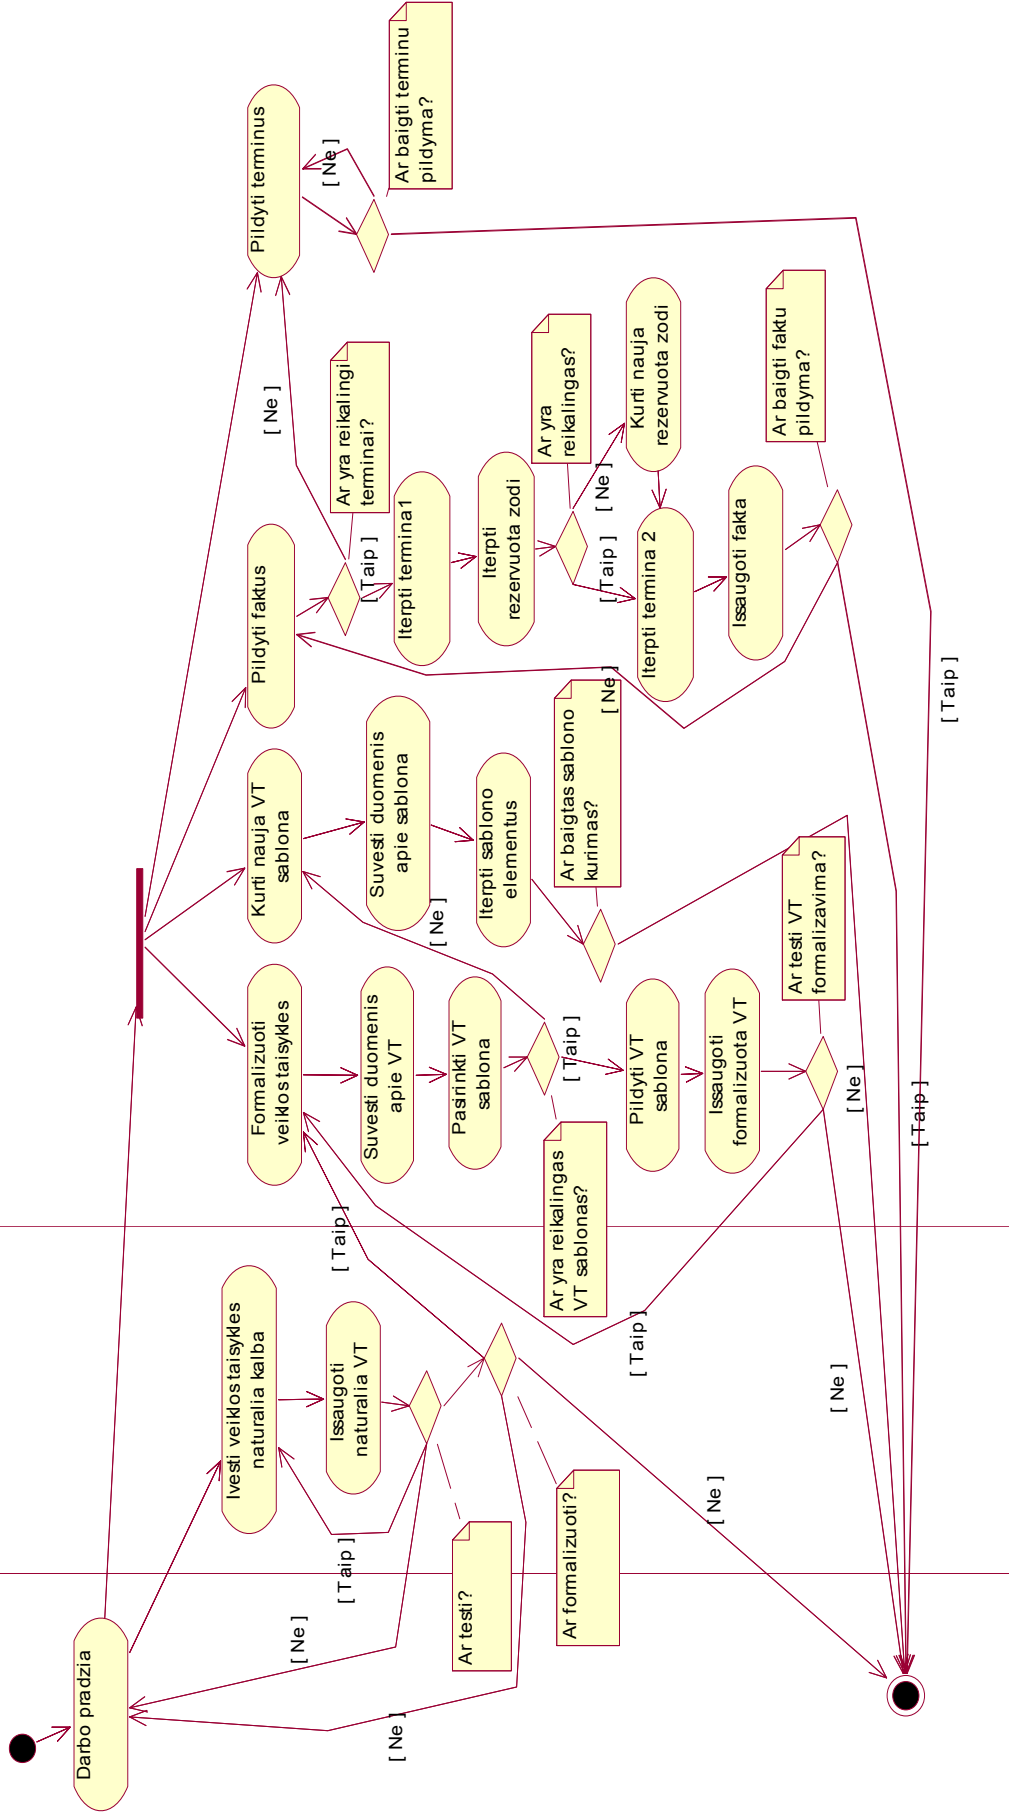 Darbo pradzia
[ Ne ]
[ Ne ]
Ivesti veiklos taisykles
naturalia kalba
Issaugoti
naturalia VT
[ Taip ]
Ar testi?
Ar formalizuoti?
[ Ne ]
[ Taip ]
[ Taip ]
[ Ne ]
Formalizuoti
veiklos taisykles
Suvesti duomenis
apie VT
Pasirinkti VT
sablona
[ Taip ]
Ar yra reikalingas
VT sablonas?
Pildyti VT
sablona
Issaugoti
formalizuota VT
[ Ne ]
[ Taip ]
Ar testi VT
formalizavima?
Kurti nauja VT
sablona
Suvesti duomenis
apie sablona
[ Ne ]
Iterpti sablono
elementus
Ar baigtas sablono
kurimas?
[ Ne ]
[ Taip ]
Pildyti faktus
[ Taip ]
Ar yra reikalingi
terminai?
[ Ne ]
Iterpti termina1
Iterpti
rezervuota zodi
Ar yra
reikalingas?
[ Ne ]
[ Taip ]
Kurti nauja
rezervuota zodi
Iterpti termina 2
Issaugoti fakta
Ar baigti faktu
pildyma?
Pildyti terminus
[ Ne ]
Ar baigti terminu
pildyma?